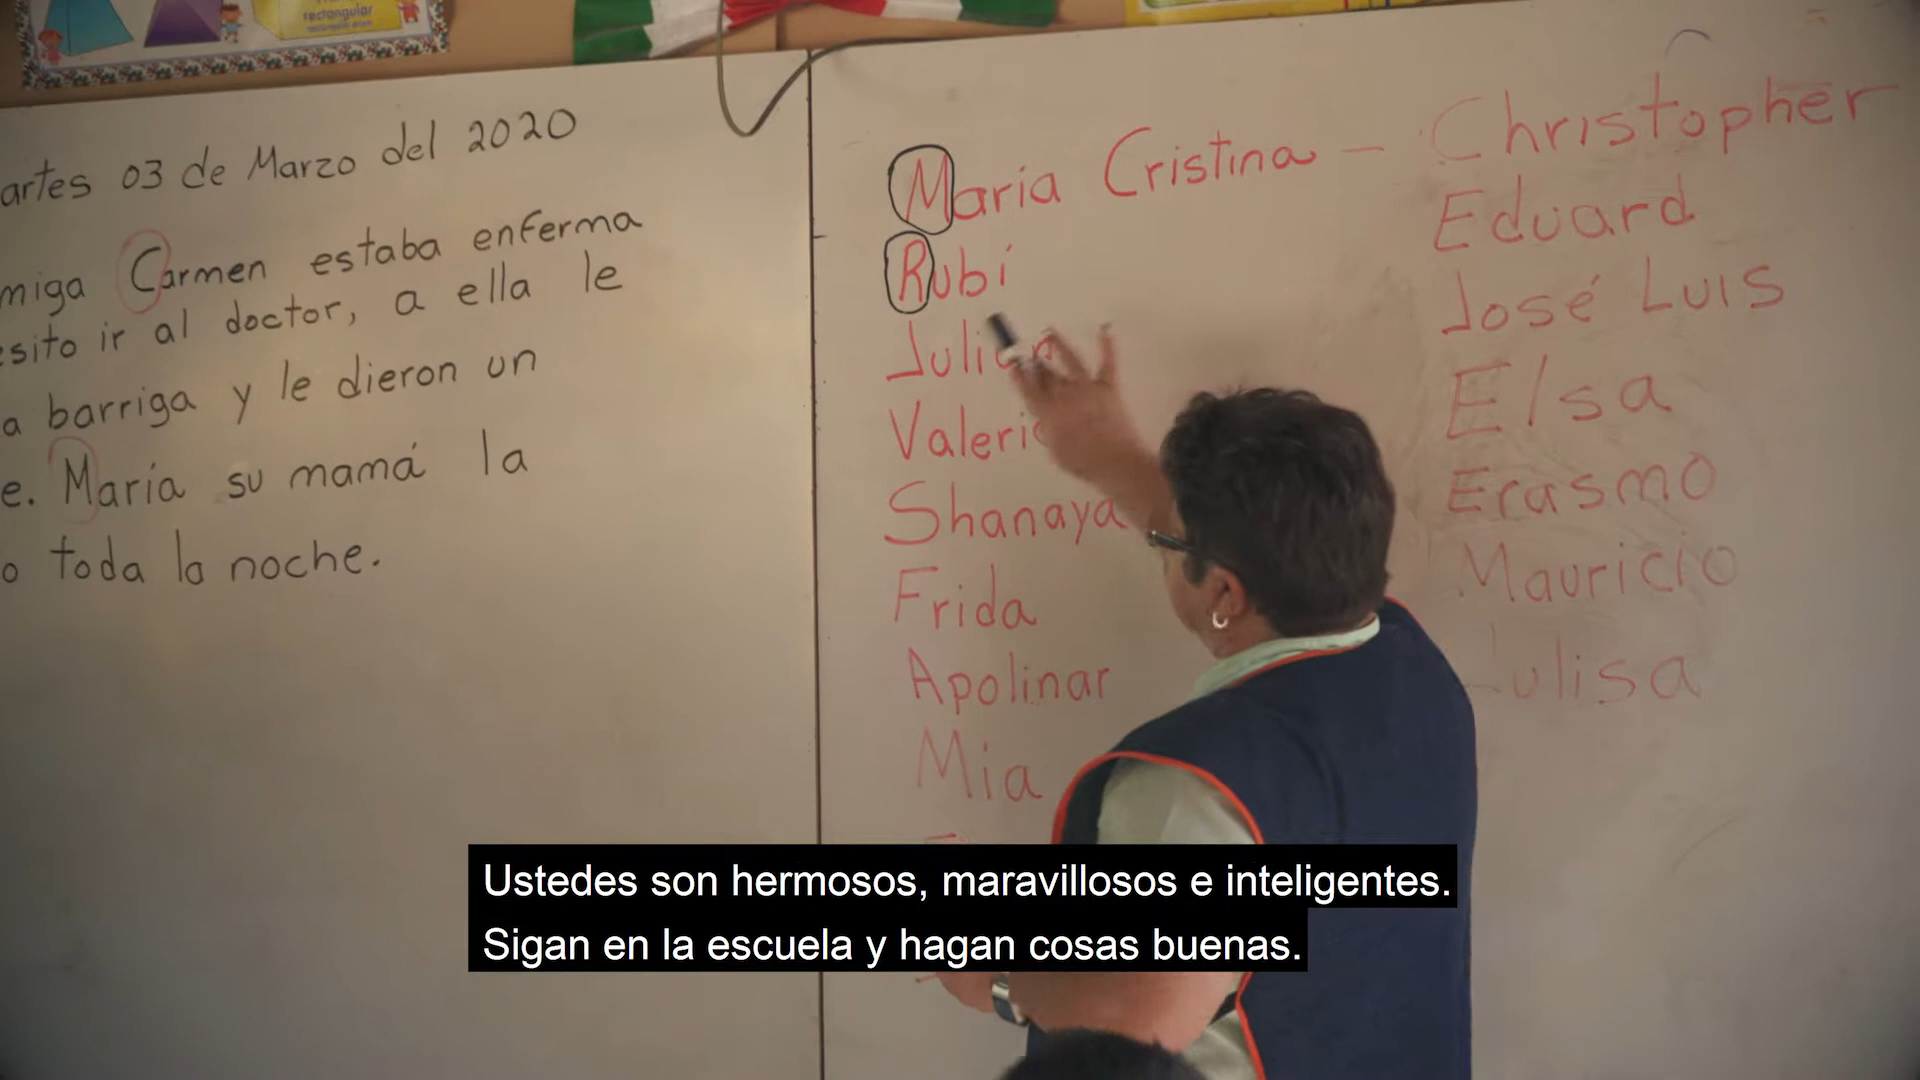 rectangular
artes 03 de Marzo del 2020
miga Carmen estaba enferma
esito ir al doctor, a ella le
a barriga y le dieron un
e. María su mamá la
o toda la noche.
María Cristina – Christopher
Rubí
Eduard
José Luis
Shanaya
Elsa
Frida
Erasmo
Apolinar
Mauricio
Mia
ulisa
Ustedes son hermosos, maravillosos e inteligentes.
Sigan en la escuela y hagan cosas buenas.